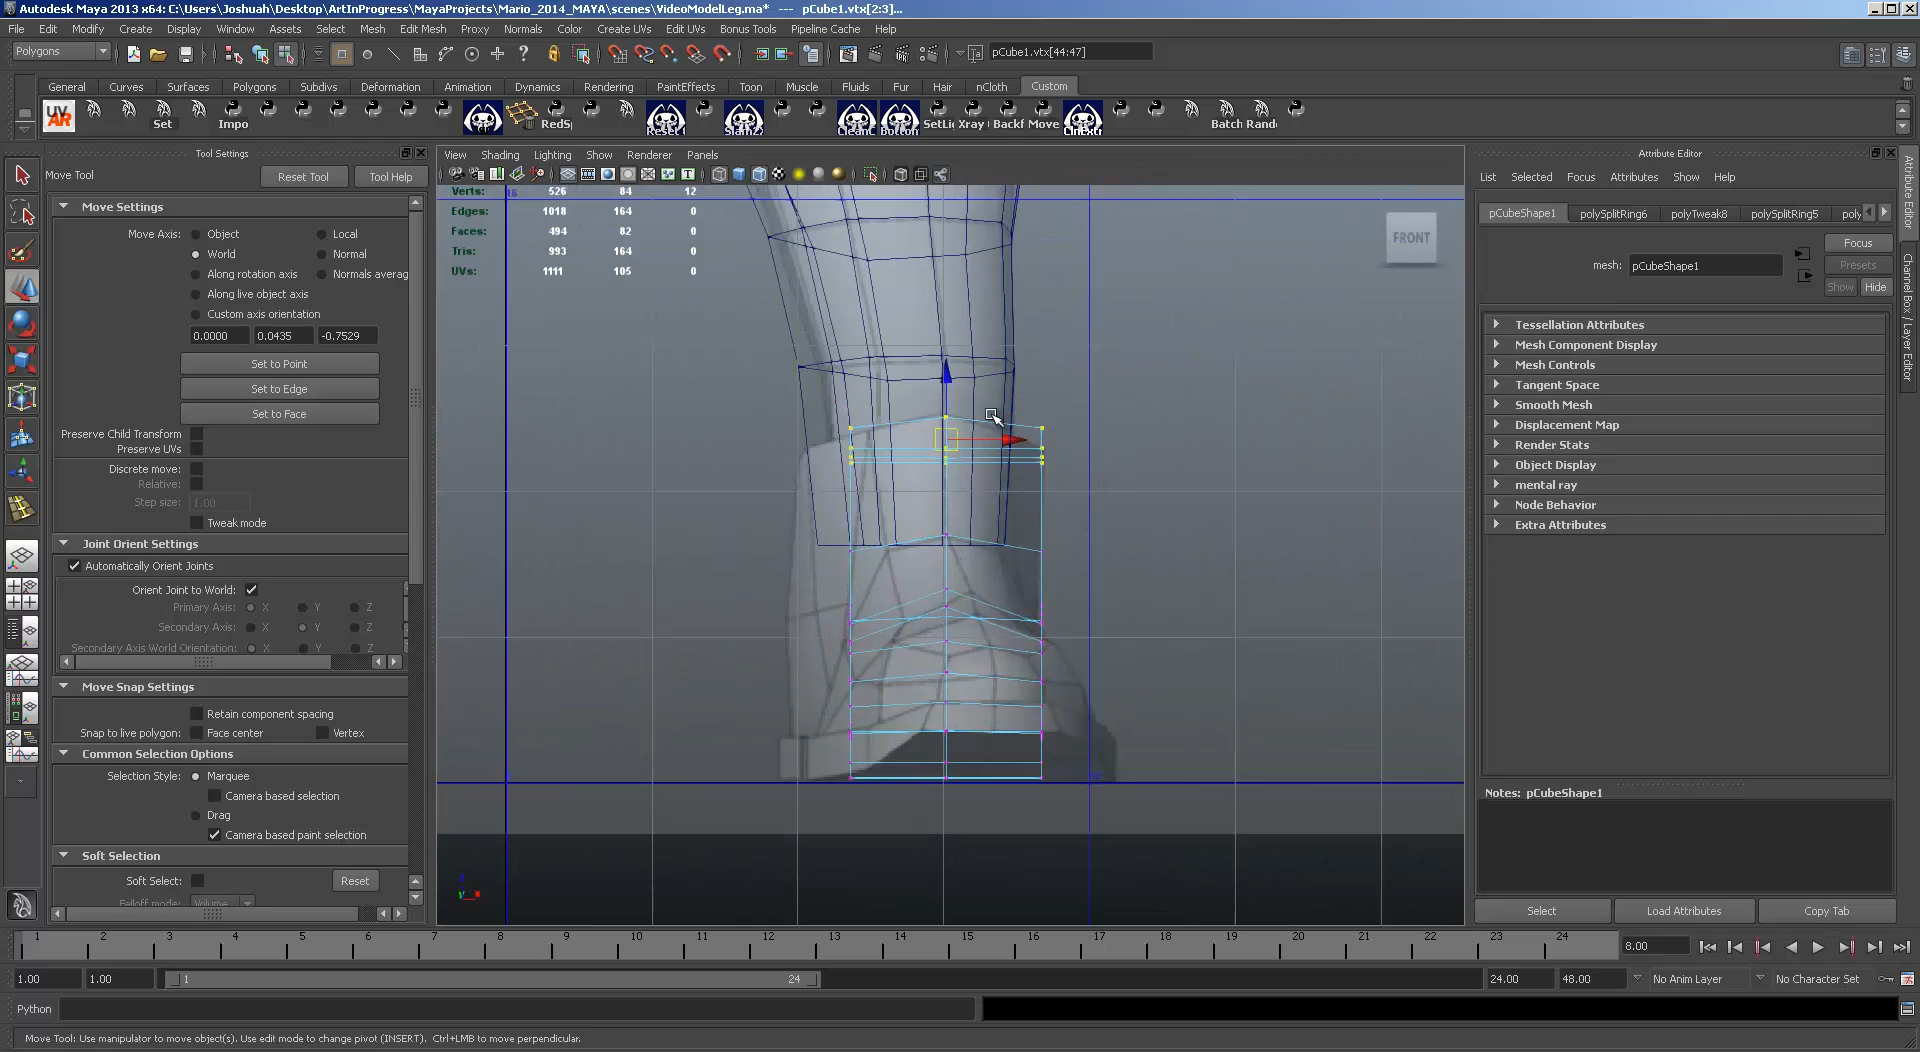 Autodesk Maya 2013 x64: C:\Users\Joshuah\Desktop\ArtInProgress\MayaProjects\Mario_2014_MAYA\scenes\VideoModelLeg.ma* --- pCube1.vtx[2:3]...
File Edit Modify Create Display Window Assets Select Mesh Edit Mesh Proxy Normals Color Create UVs Edit UVs Bonus Tools Pipeline Cache Help
Polygons
pCube1.vtx[44:47]
General Curves Surfaces Polygons Subdivs Deformation Animation Dynamics Rendering PaintEffects Toon Muscle Fluids Fur Hair nCloth Custom
Set Impo RedS Reset Backf Move Batch Rand
Tool Settings
Move Tool
Reset Tool
Tool Help
Move Settings
Move Axis:
Object
Local
World
Normal
Along rotation axis
Normals averag
Along live object axis
Custom axis orientation
0.0000 0.0435 -0.7529
Set to Point
Set to Edge
Set to Face
Preserve Child Transform
Preserve UVs
Discrete move:
Relative:
Step size: 1.00
Tweak mode
Joint Orient Settings
Automatically Orient Joints
Orient Joint to World:
Primary Axis: X Y Z
Secondary Axis: X Y Z
Secondary Axis World Orientation: X Y Z
Move Snap Settings
Retain component spacing
Snap to live polygon: Face center Vertex
Common Selection Options
Selection Style: Marquee
Camera based selection
Drag
Camera based paint selection
Soft Selection
Soft Select:
Reset
Falloff mode: Volume
View Shading Lighting Show Renderer Panels
Verts: 526 84 12
Edges: 1018 164 0
Faces: 494 82 0
Tris: 993 164 0
UVs: 1111 105 0
FRONT
Attribute Editor
List Selected Focus Attributes Show Help
pCubeShape1 polySplitRing6 polyTweak8 polySplitRing5 poly
mesh: pCubeShape1
Focus
Presets
Show Hide
Tessellation Attributes
Mesh Component Display
Mesh Controls
Tangent Space
Smooth Mesh
Displacement Map
Render Stats
Object Display
mental ray
Node Behavior
Extra Attributes
Notes: pCubeShape1
Select
Load Attributes
Copy Tab
Attribute Editor
Channel Box / Layer Editor
1 2 3 4 5 6 7 8 9 10 11 12 13 14 15 16 17 18 19 20 21 22 23 24
8.00
1.00 1.00 1 24 24.00 48.00 No Anim Layer No Character Set
Python
Move Tool: Use manipulator to move object(s). Use edit mode to change pivot (INSERT). Ctrl+LMB to move perpendicular.